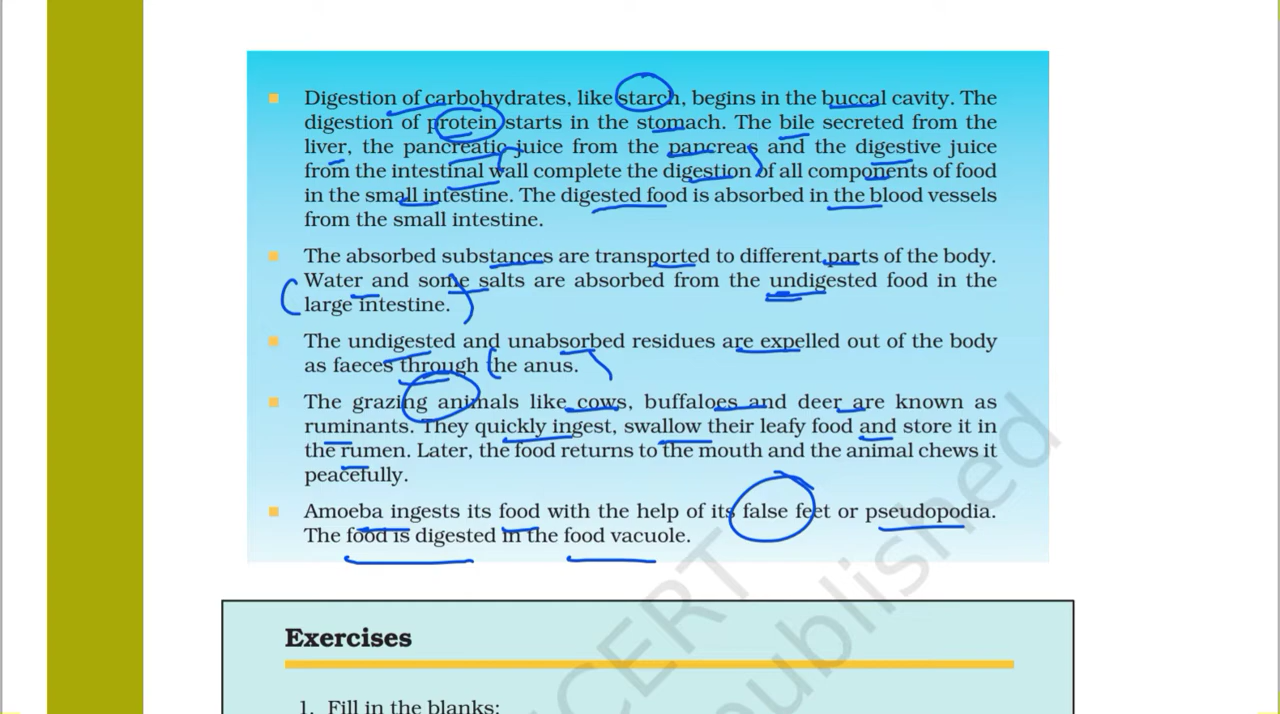 Digestion of carbohydrates, like starch, begins in the buccal cavity. The
digestion of protein starts in the stomach. The bile secreted from the
liver, the pancreatic juice from the pancreas and the digestive juice
from the intestinal wall complete the digestion of all components of food
in the small intestine. The digested food is absorbed in the blood vessels
from the small intestine.
The absorbed substances are transported to different parts of the body.
Water and some salts are absorbed from the undigested food in the
large intestine.
The undigested and unabsorbed residues are expelled out of the body
as faeces through the anus.
The grazing animals like cows, buffaloes and deer are known as
ruminants. They quickly ingest, swallow their leafy food and store it in
the rumen. Later, the food returns to the mouth and the animal chews it
peacefully.
Amoeba ingests its food with the help of its false feet or pseudopodia.
The food is digested in the food vacuole.
Exercises
1. Fill in the blanks: